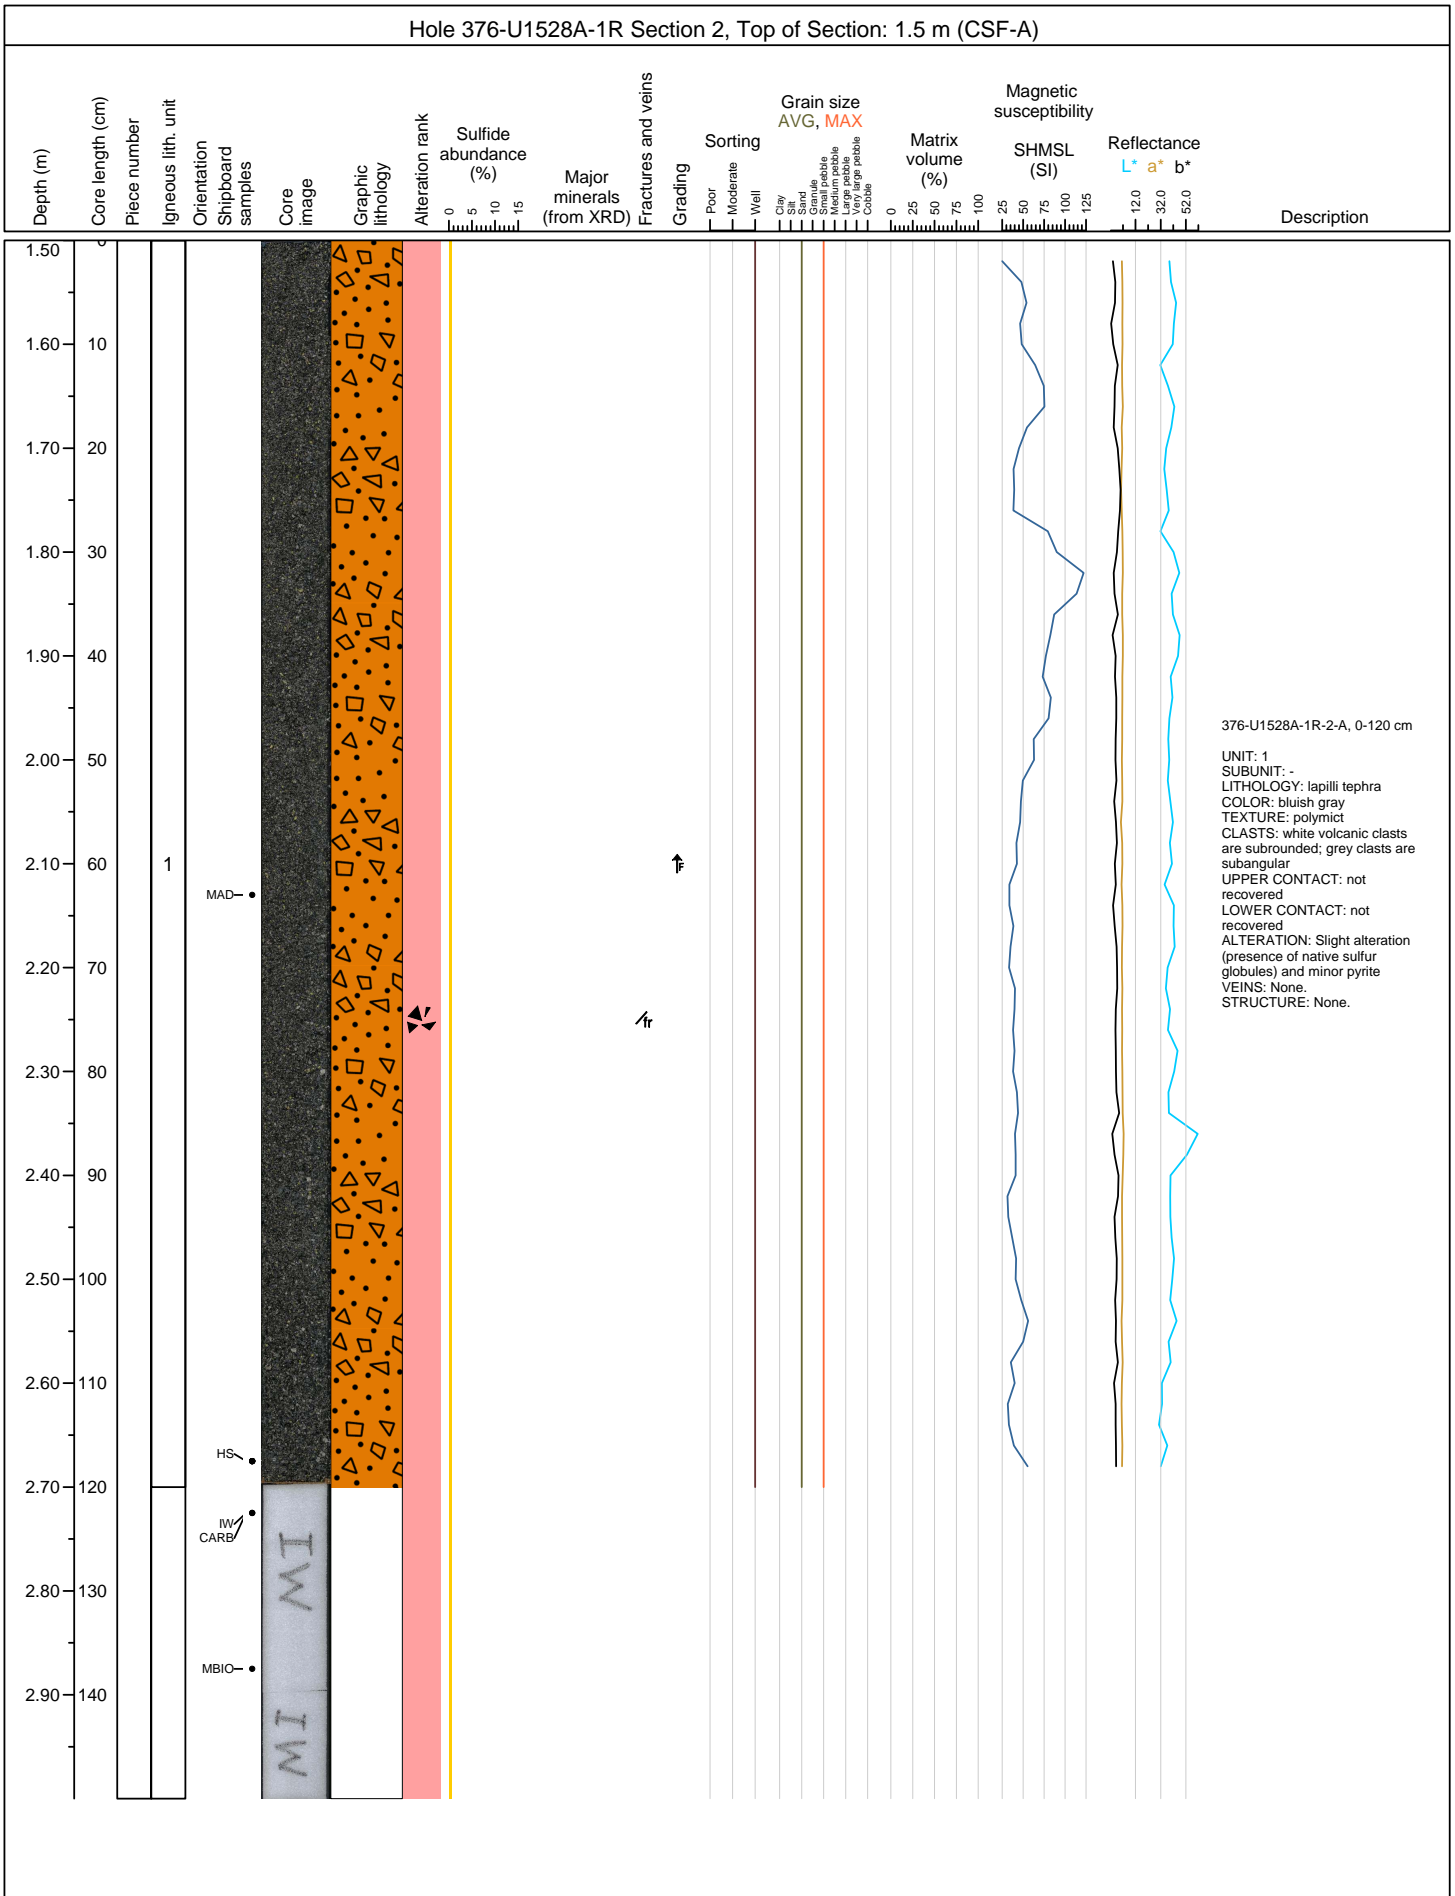 Hole 376-U1528A-1R Section 2, Top of Section: 1.5 m (CSF-A)
Depth (m)
Core length (cm)
Piece number
Igneous lith. unit
Orientation
Shipboard
samples
Core
image
Graphic
lithology
Alteration rank
Sulfide
abundance
(%)
0
5
10
15
Major
minerals
(from XRD)
Fractures and veins
Grading
Sorting
Poor
Moderate
Well
Grain size
AVG, MAX
Clay
Silt
Sand
Granule
Small pebble
Medium pebble
Large pebble
Very large pebble
Cobble
Matrix
volume
(%)
0
25
50
75
100
Magnetic
susceptibility
SHMSL
(SI)
25
50
75
100
125
Reflectance
L* a* b*
12.0
32.0
52.0
Description
1.50
0
1.60
10
1.70
20
1.80
30
1.90
40
2.00
50
2.10
60
2.20
70
2.30
80
2.40
90
2.50
100
2.60
110
2.70
120
2.80
130
2.90
140
1
MAD
HS
IW
CARB
MBIO
IW
IW
F
fr
376-U1528A-1R-2-A, 0-120 cm
UNIT: 1
SUBUNIT: -
LITHOLOGY: lapilli tephra
COLOR: bluish gray
TEXTURE: polymict
CLASTS: white volcanic clasts
are subrounded; grey clasts are
subangular
UPPER CONTACT: not
recovered
LOWER CONTACT: not
recovered
ALTERATION: Slight alteration
(presence of native sulfur
globules) and minor pyrite
VEINS: None.
STRUCTURE: None.